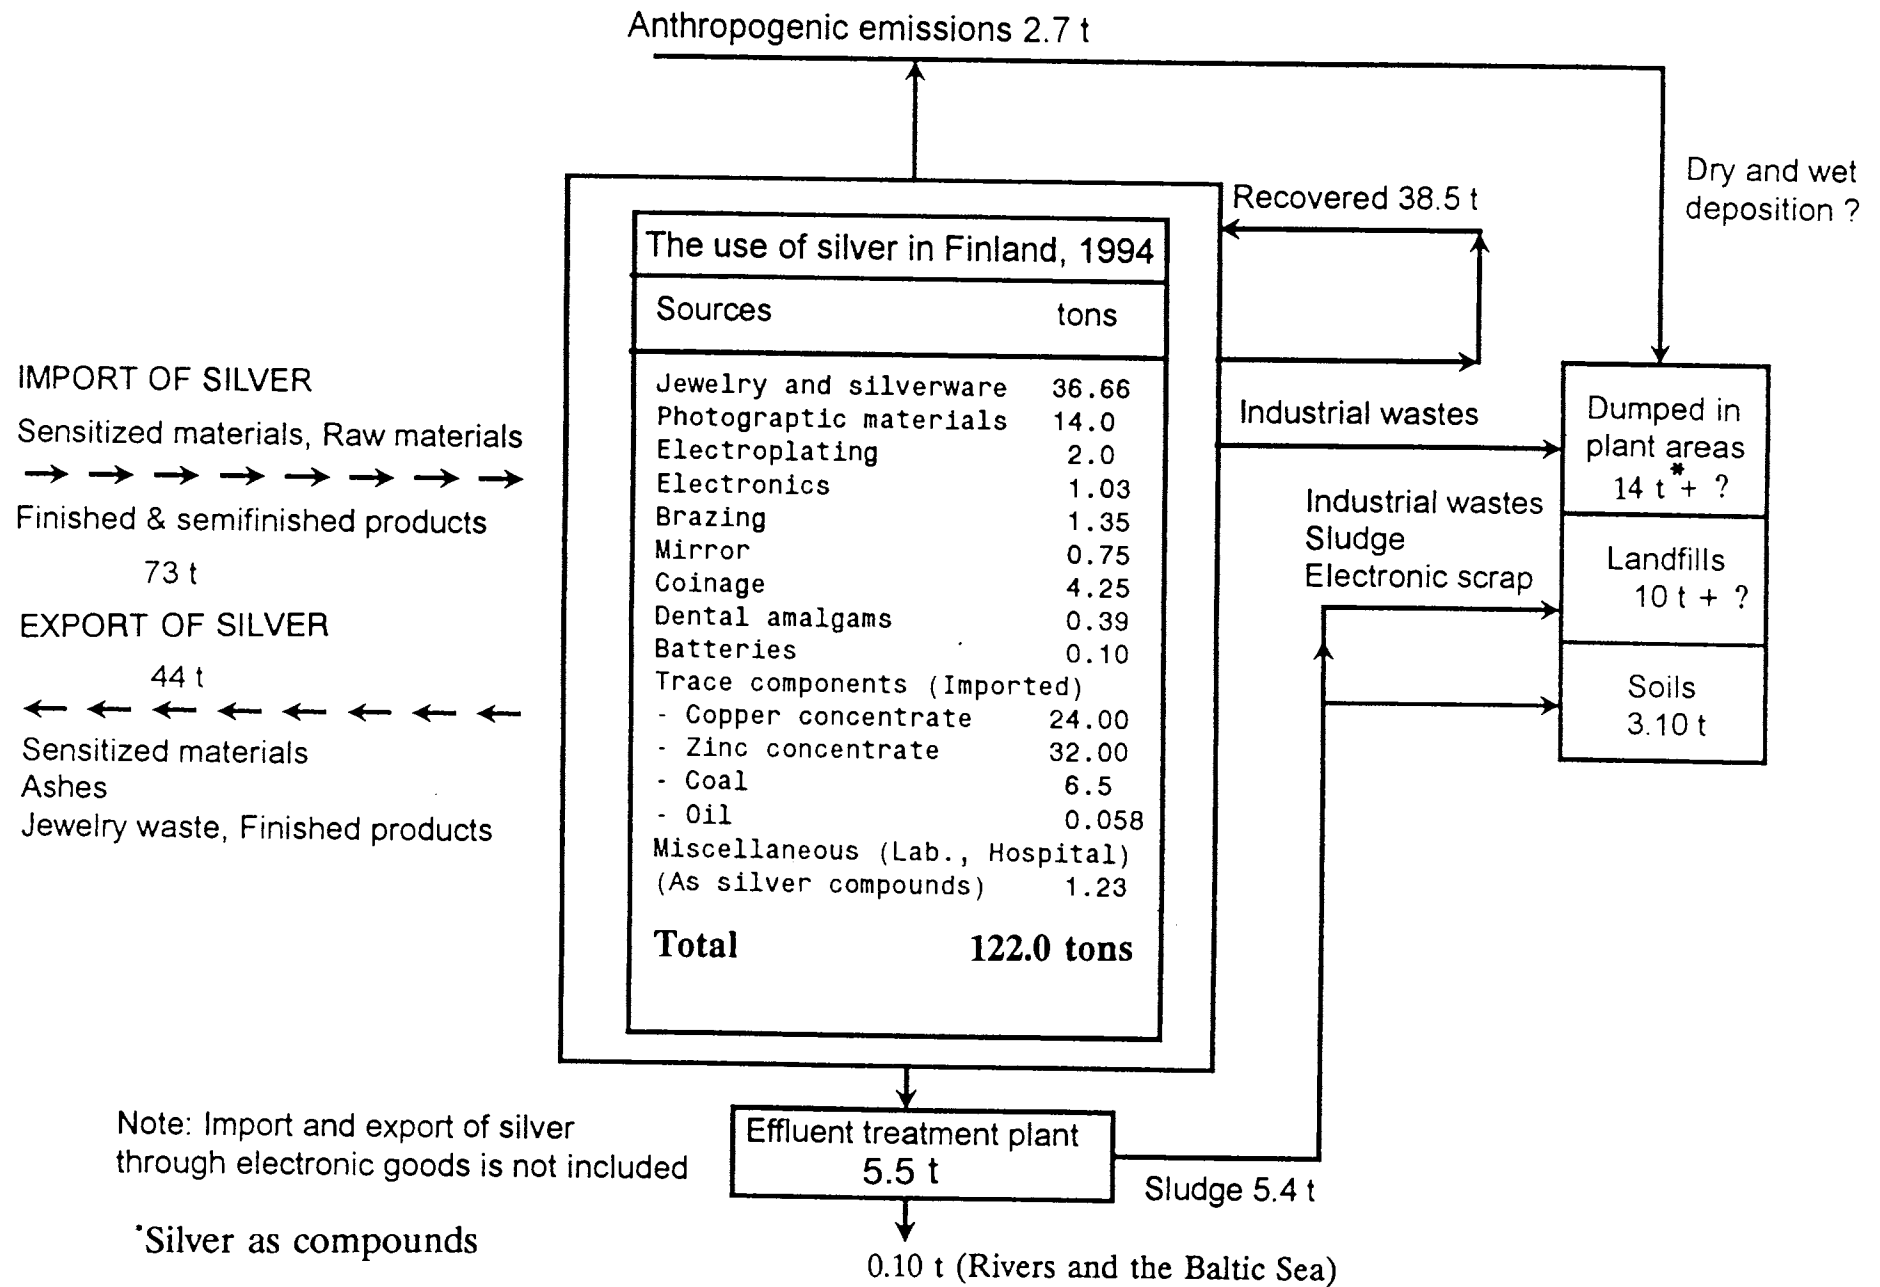 Anthropogenic emissions 2.7 t
Dry and wet
deposition ?
Recovered 38.5 t
The use of silver in Finland, 1994
Sources tons
Jewelry and silverware 36.66
Photograptic materials 14.0
Electroplating 2.0
Electronics 1.03
Brazing 1.35
Mirror 0.75
Coinage 4.25
Dental amalgams 0.39
Batteries 0.10
Trace components (Imported)
- Copper concentrate 24.00
- Zinc concentrate 32.00
- Coal 6.5
- Oil 0.058
Miscellaneous (Lab., Hospital)
(As silver compounds) 1.23
Total 122.0 tons
IMPORT OF SILVER
Sensitized materials, Raw materials
Finished & semifinished products
73 t
EXPORT OF SILVER
44 t
Sensitized materials
Ashes
Jewelry waste, Finished products
Industrial wastes
Industrial wastes
Sludge
Electronic scrap
Dumped in
plant areas
14 t* + ?
Landfills
10 t + ?
Soils
3.10 t
Effluent treatment plant
5.5 t
Sludge 5.4 t
0.10 t (Rivers and the Baltic Sea)
Note: Import and export of silver
through electronic goods is not included
*Silver as compounds